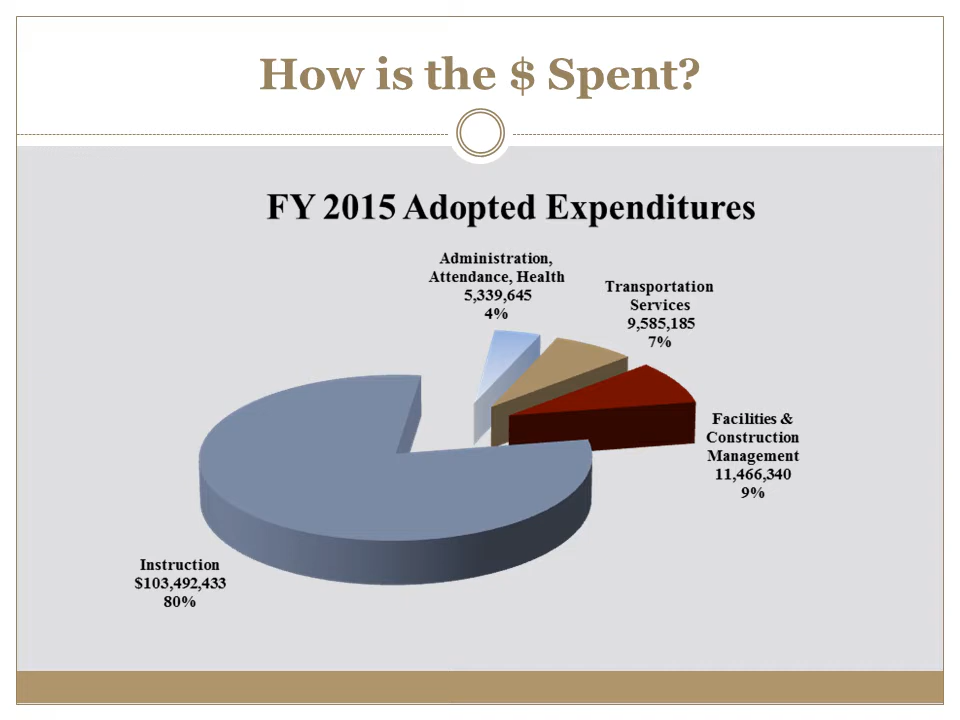 How is the $ Spent?
FY 2015 Adopted Expenditures
Administration,
Attendance, Health
5,339,645
4%
Transportation
Services
9,585,185
7%
Facilities &
Construction
Management
11,466,340
9%
Instruction
$103,492,433
80%